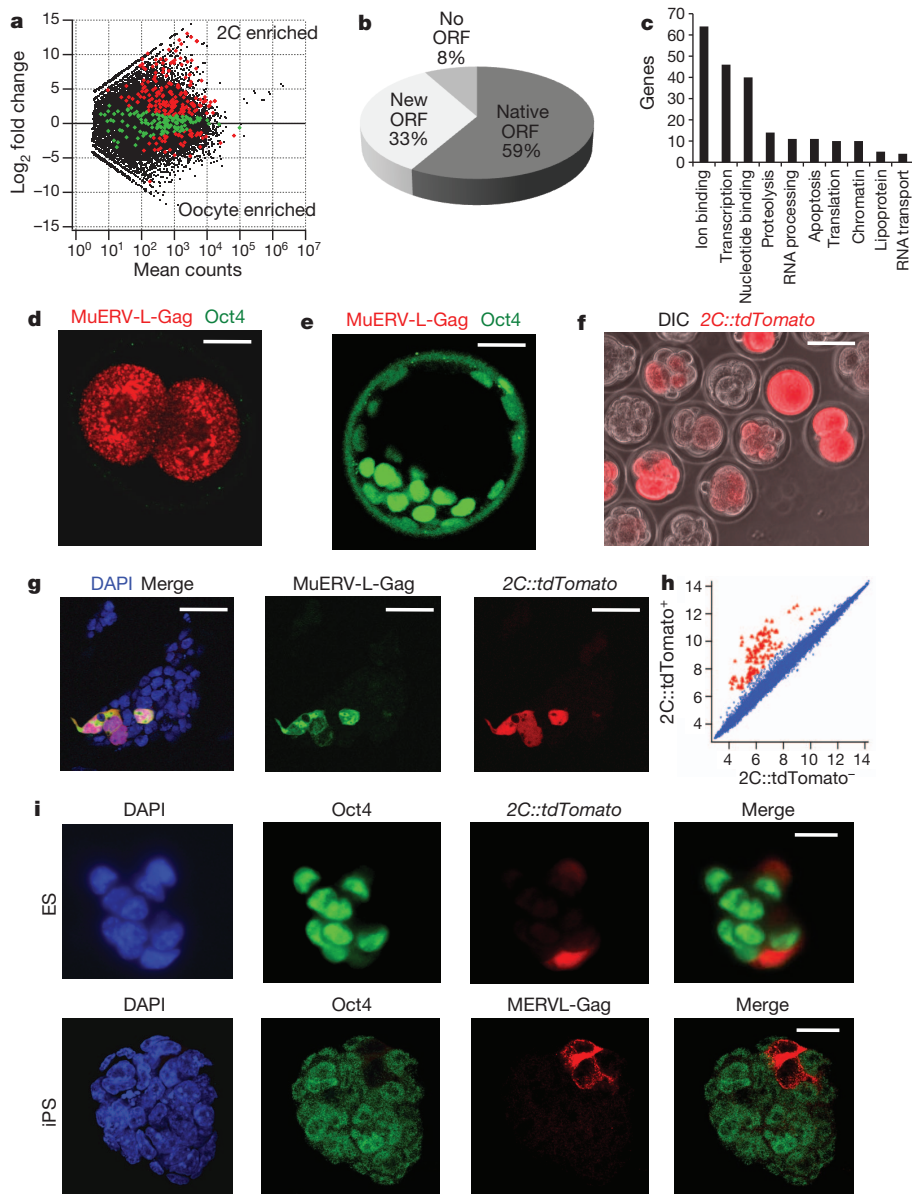 a
15
10
5
0
−5
−10
−15
Log2 fold change
2C enriched
Oocyte enriched
10^0 10^1 10^2 10^3 10^4 10^5 10^6 10^7
Mean counts
b
No
ORF
8%
New
ORF
33%
Native
ORF
59%
c
Genes
80
60
40
20
10
0
Ion binding
Transcription
Nucleotide binding
Proteolysis
RNA processing
Apoptosis
Translation
Chromatin
Lipoprotein
RNA transport
d
MuERV-L-Gag Oct4
e
MuERV-L-Gag Oct4
f
DIC 2C::tdTomato
g
DAPI Merge
MuERV-L-Gag
2C::tdTomato
h
14
12
10
8
6
4
2C::tdTomato+
4 6 8 10 12 14
2C::tdTomato−
i
DAPI
Oct4
2C::tdTomato
Merge
ES
DAPI
Oct4
MERVL-Gag
Merge
iPS